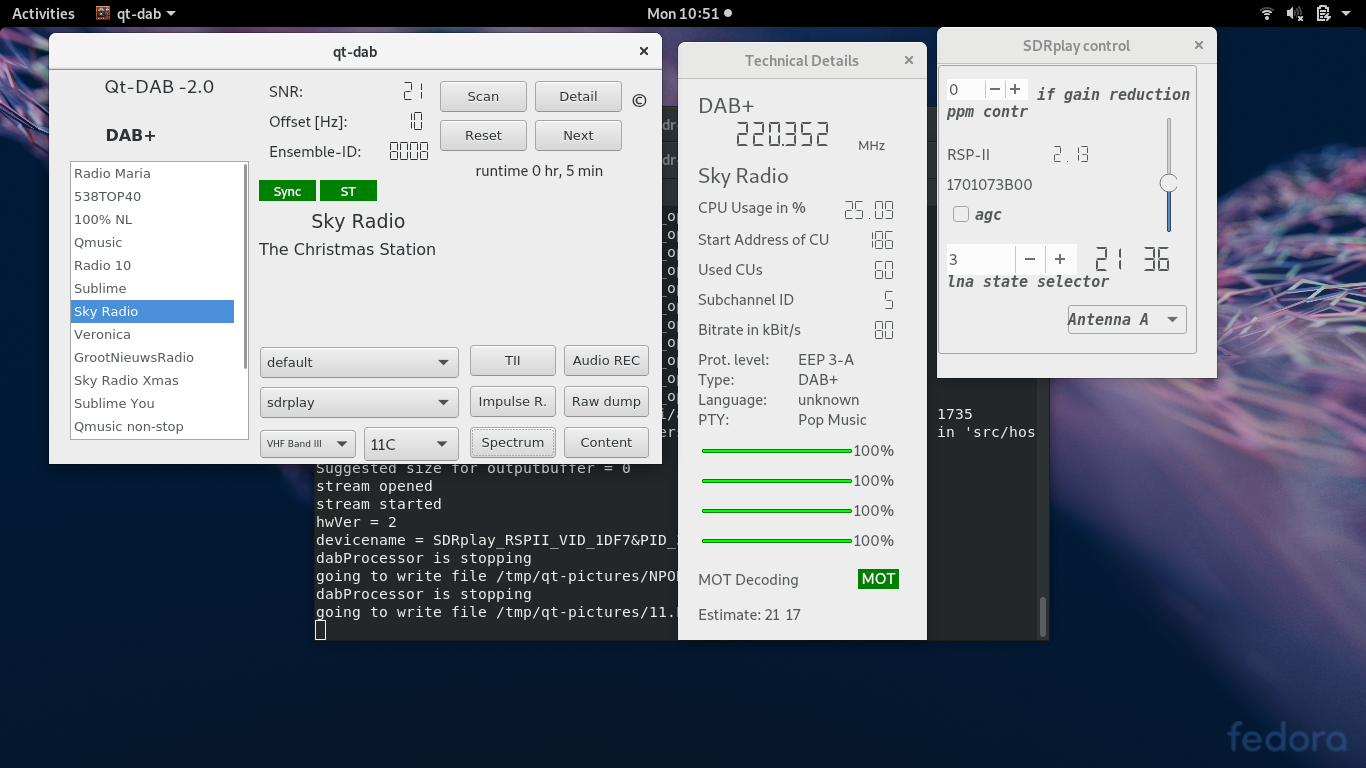 Activities qt-dab Mon 10:51
qt-dab
Qt-DAB -2.0
DAB+
Radio Maria
538TOP40
100% NL
Qmusic
Radio 10
Sublime
Sky Radio
Veronica
GrootNieuwsRadio
Sky Radio Xmas
Sublime You
Qmusic non-stop
SNR: 21
Offset [Hz]: 10
Ensemble-ID: 0000
Scan Detail ©
Reset Next
runtime 0 hr, 5 min
Sync ST
Sky Radio
The Christmas Station
default TII Audio REC
sdrplay Impulse R. Raw dump
VHF Band III 11C Spectrum Content
Technical Details
DAB+
220.352 MHz
Sky Radio
CPU Usage in % 25.09
Start Address of CU 186
Used CUs 60
Subchannel ID 5
Bitrate in kBit/s 80
Prot. level: EEP 3-A
Type: DAB+
Language: unknown
PTY: Pop Music
100%
100%
100%
100%
MOT Decoding MOT
Estimate: 21 17
SDRplay control
0 − + if gain reduction
ppm contr
RSP-II 2.13
1701073B00
agc
3 − + 21 36
lna state selector
Antenna A
1735
in 'src/hos
Suggested size for outputbuffer = 0
stream opened
stream started
hwVer = 2
devicename = SDRplay_RSPII_VID_1DF7&PID_
dabProcessor is stopping
going to write file /tmp/qt-pictures/NPO
dabProcessor is stopping
going to write file /tmp/qt-pictures/11.
fedora